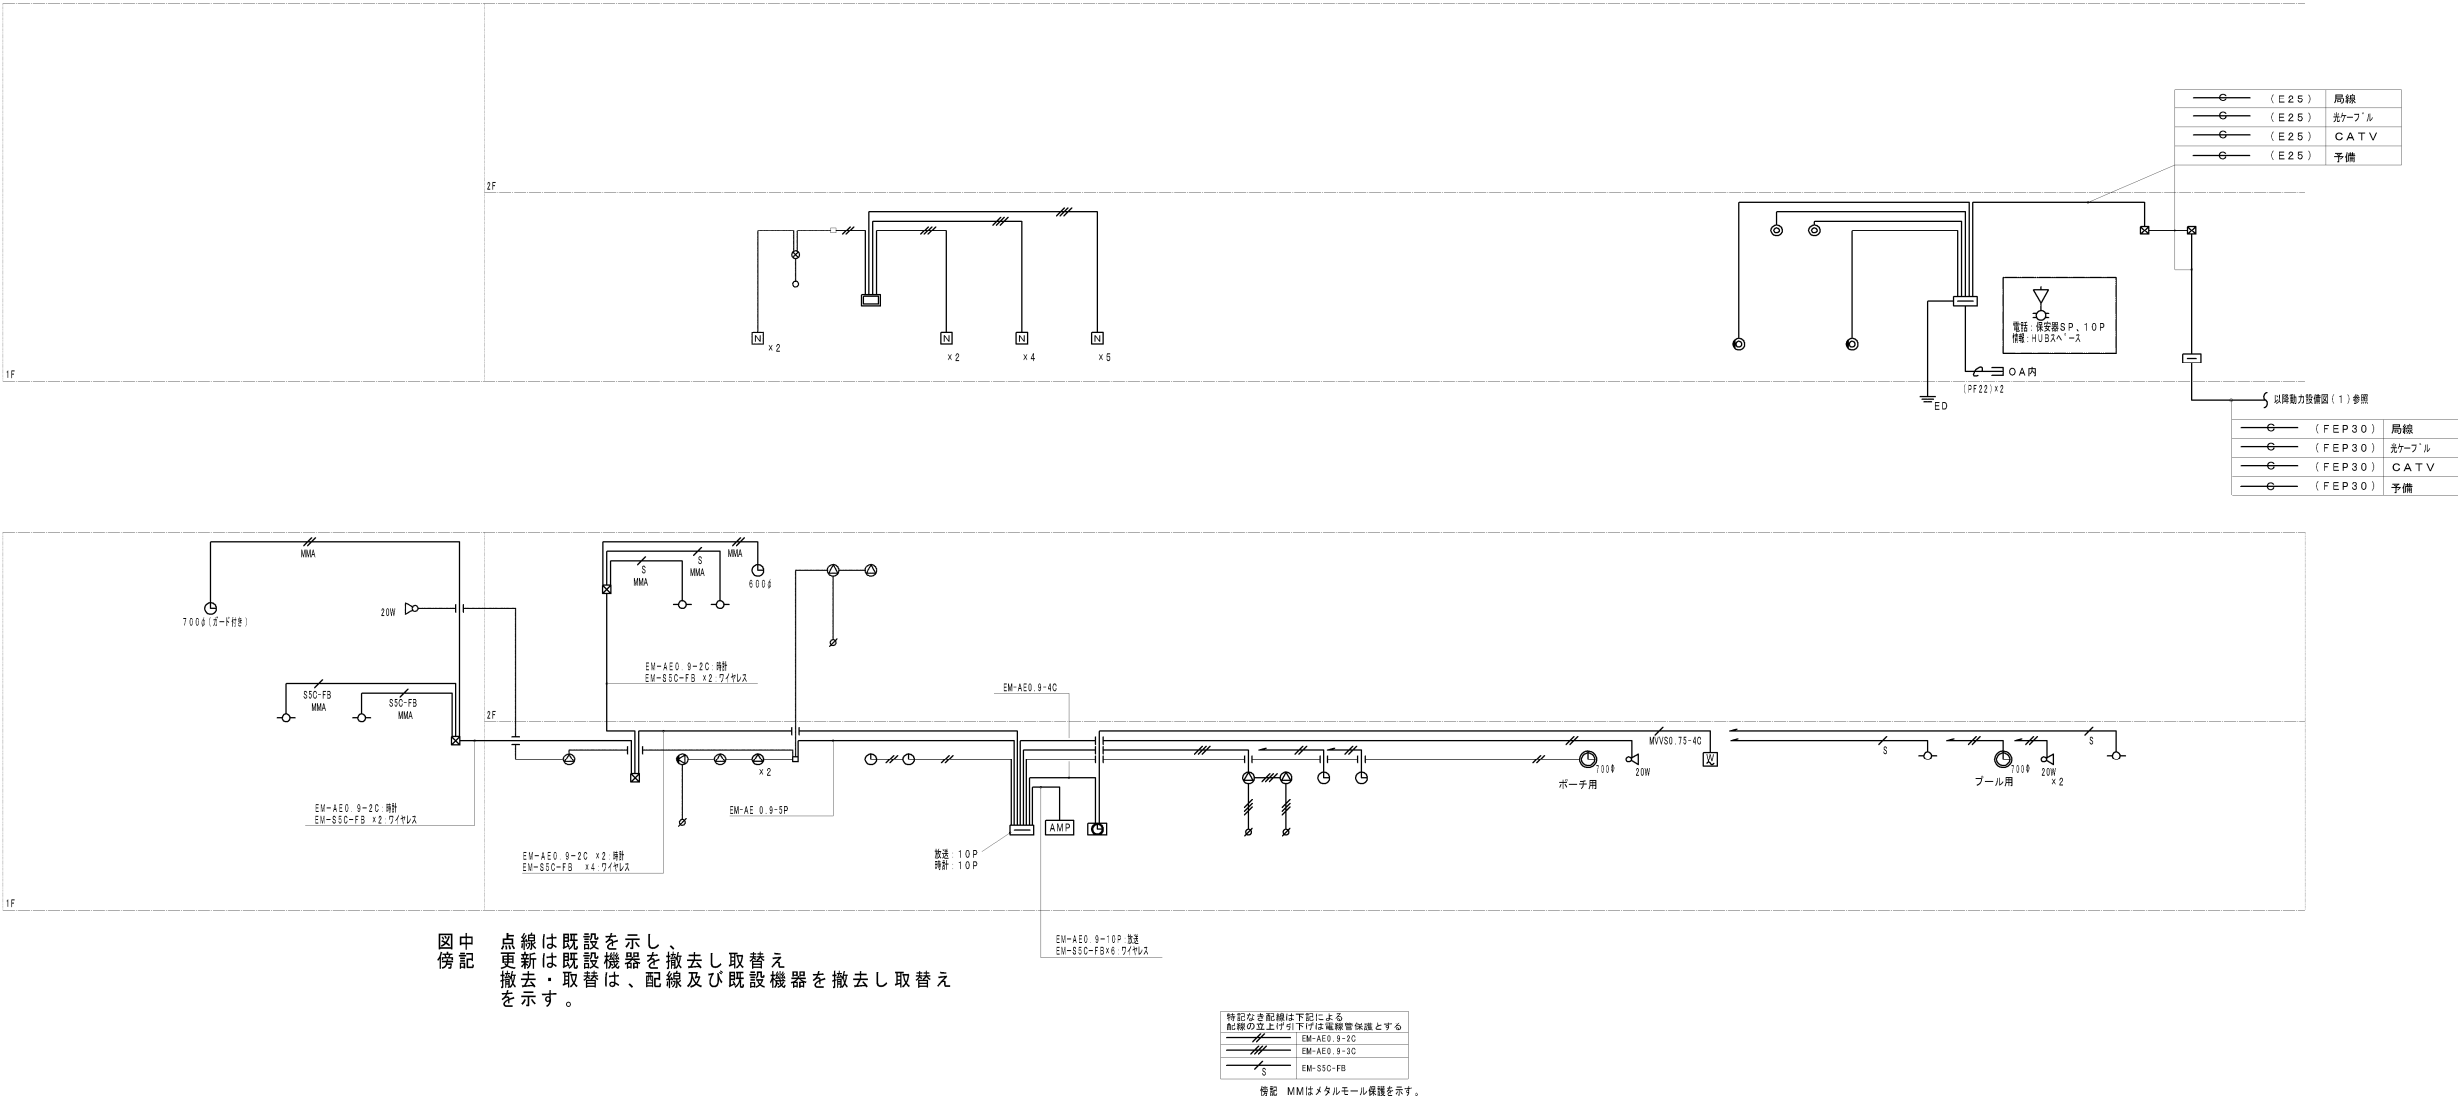 （E25） 局線
（E25） 光ケーブル
（E25） CATV
（E25） 予備
2F
N ×2
N ×2
N ×4
N ×5
電話：保安器SP、10P
情報：HUBスペース
OA内
(PF22)×2
ED
1F
以降動力設備図（1）参照
（FEP30） 局線
（FEP30） 光ケーブル
（FEP30） CATV
（FEP30） 予備
MMA
MMA
S
MMA
S
MMA
600φ
20W
700φ(ガード付き)
EM-AE0.9-2C:時計
EM-S5C-FB ×2:ワイヤレス
S5C-FB
MMA
S5C-FB
MMA
EM-AE0.9-4C
2F
MVVS0.75-4C
S
S
×2
700Φ
20W
W
700Φ
20W
×2
ポーチ用
プール用
EM-AE0.9-2C:時計
EM-S5C-FB ×2:ワイヤレス
EM-AE 0.9-5P
AMP
放送：10P
時計：10P
EM-AE0.9-2C ×2:時計
EM-S5C-FB ×4:ワイヤレス
1F
EM-AE0.9-10P:放送
EM-S5C-FB×6:ワイヤレス
図中 点線は既設を示し、
傍記 更新は既設機器を撤去し取替え
撤去・取替は、配線及び既設機器を撤去し取替え
を示す。
特記なき配線は下記による
配線の立上げ引下げは電線管保護とする
EM-AE0.9-2C
EM-AE0.9-3C
S EM-S5C-FB
傍記 MMはメタルモール保護を示す。